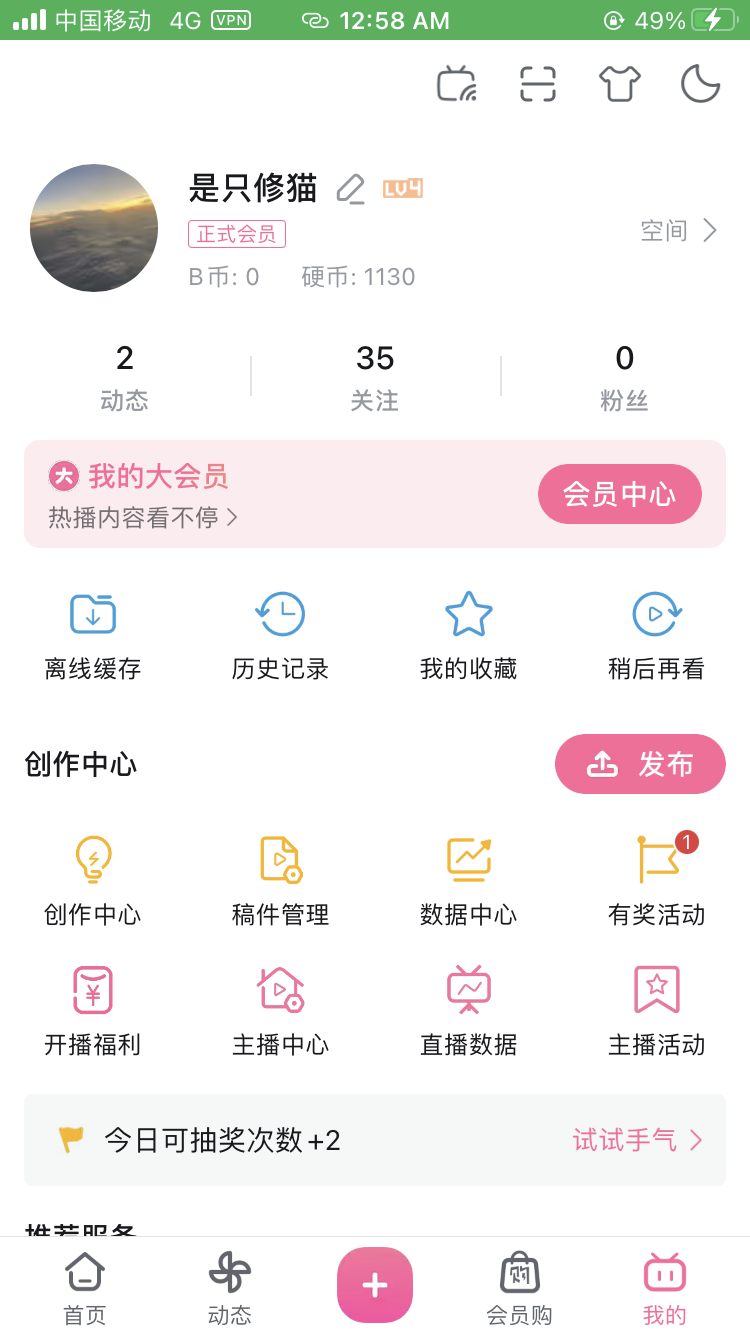 中国移动 4G VPN 12:58 AM 49%
是只修猫 LV4
正式会员
空间
B币: 0 硬币: 1130
2 35 0
动态 关注 粉丝
大 我的大会员
热播内容看不停
会员中心
离线缓存 历史记录 我的收藏 稍后再看
创作中心 发布
1
创作中心 稿件管理 数据中心 有奖活动
¥
开播福利 主播中心 直播数据 主播活动
今日可抽奖次数+2 试试手气
推荐服务
购
首页 动态 会员购 我的